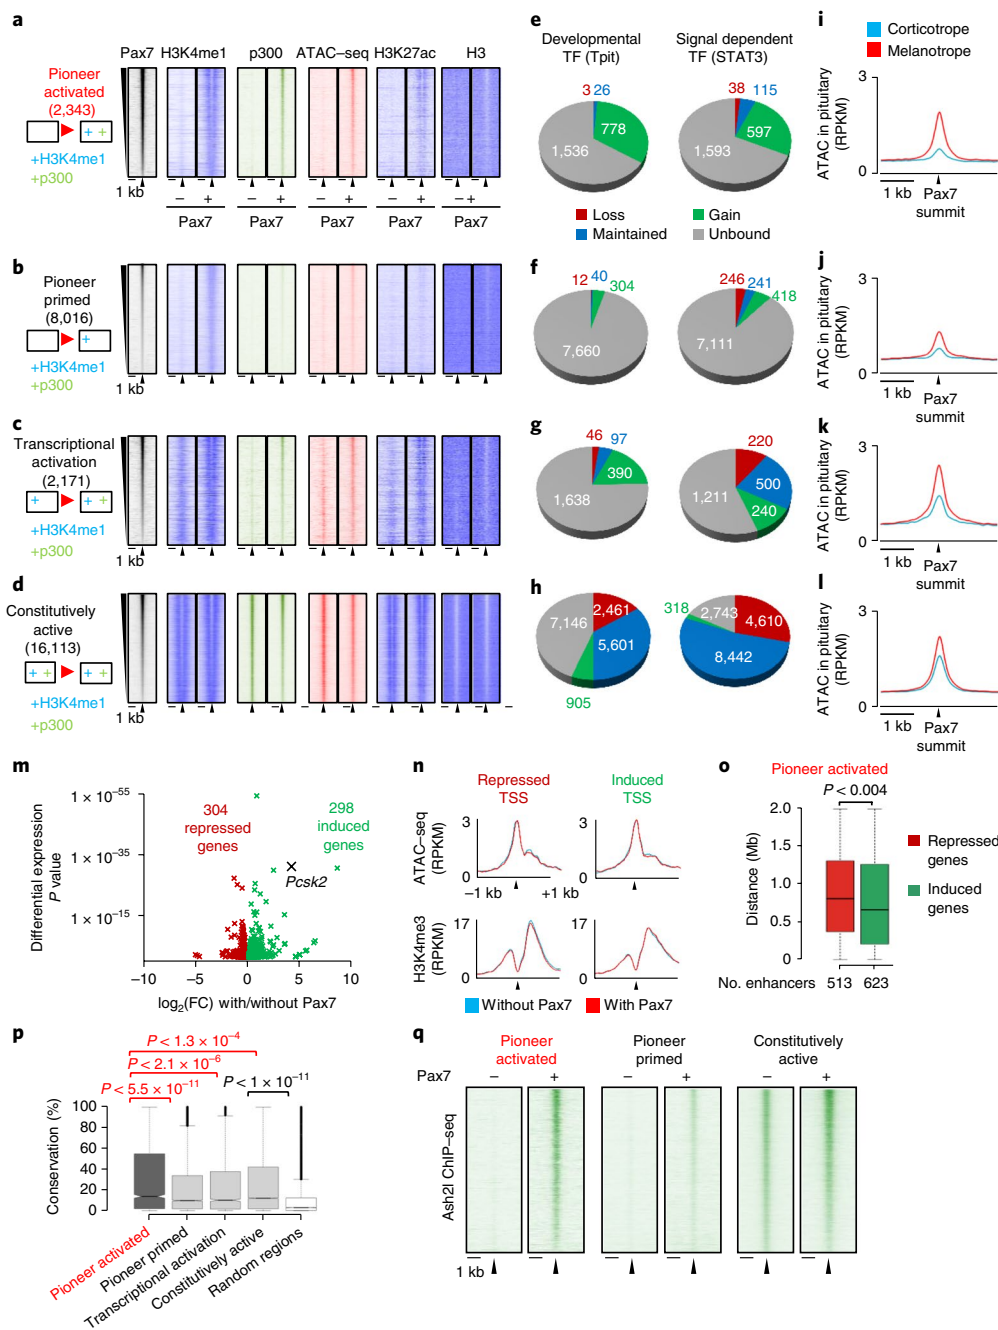 a
Pax7 H3K4me1 p300 ATAC–seq H3K27ac H3
Pioneer
activated
(2,343)
+ +
+H3K4me1
+p300
1 kb
– + – + – + – + – +
Pax7 Pax7 Pax7 Pax7 Pax7
b
Pioneer
primed
(8,016)
+
+H3K4me1
+p300
1 kb
c
Transcriptional
activation
(2,171)
+ + +
+H3K4me1
+p300
1 kb
d
Constitutively
active
(16,113)
+ + + +
+H3K4me1
+p300
1 kb
e
Developmental
TF (Tpit)
Signal dependent
TF (STAT3)
3 26
778
1,536
38 115
597
1,593
Loss
Gain
Maintained
Unbound
f
12 40 304
7,660
246 241 418
7,111
g
46 97
390
1,638
220
500
240
1,211
h
2,461
5,601
905
7,146
318
2,743
4,610
8,442
i
Corticotrope
Melanotrope
ATAC in pituitary
(RPKM)
3
0
1 kb
Pax7
summit
j
ATAC in pituitary
(RPKM)
3
0
1 kb
Pax7
summit
k
ATAC in pituitary
(RPKM)
3
0
1 kb
Pax7
summit
l
ATAC in pituitary
(RPKM)
3
0
1 kb
Pax7
summit
m
Differential expression
P value
1 × 10–55
1 × 10–35
1 × 10–15
304
repressed
genes
298
induced
genes
Pcsk2
–10 –5 0 5 10
log2(FC) with/without Pax7
n
Repressed
TSS
Induced
TSS
ATAC–seq
(RPKM)
3
0
3
0
–1 kb +1 kb
H3K4me3
(RPKM)
17
0
17
0
Without Pax7 With Pax7
o
Pioneer activated
P < 0.004
Distance (Mb)
2.0
1.5
1.0
0.5
0
No. enhancers 513 623
Repressed
genes
Induced
genes
p
P < 1.3 × 10–4
P < 2.1 × 10–6
P < 5.5 × 10–11
P < 1 × 10–11
Conservation (%)
100
80
60
40
20
0
Pioneer activated
Pioneer primed
Transcriptional activation
Constitutively active
Random regions
q
Pioneer
activated
Pioneer
primed
Constitutively
active
Pax7 – + – + – +
Ash2l ChIP–seq
1 kb